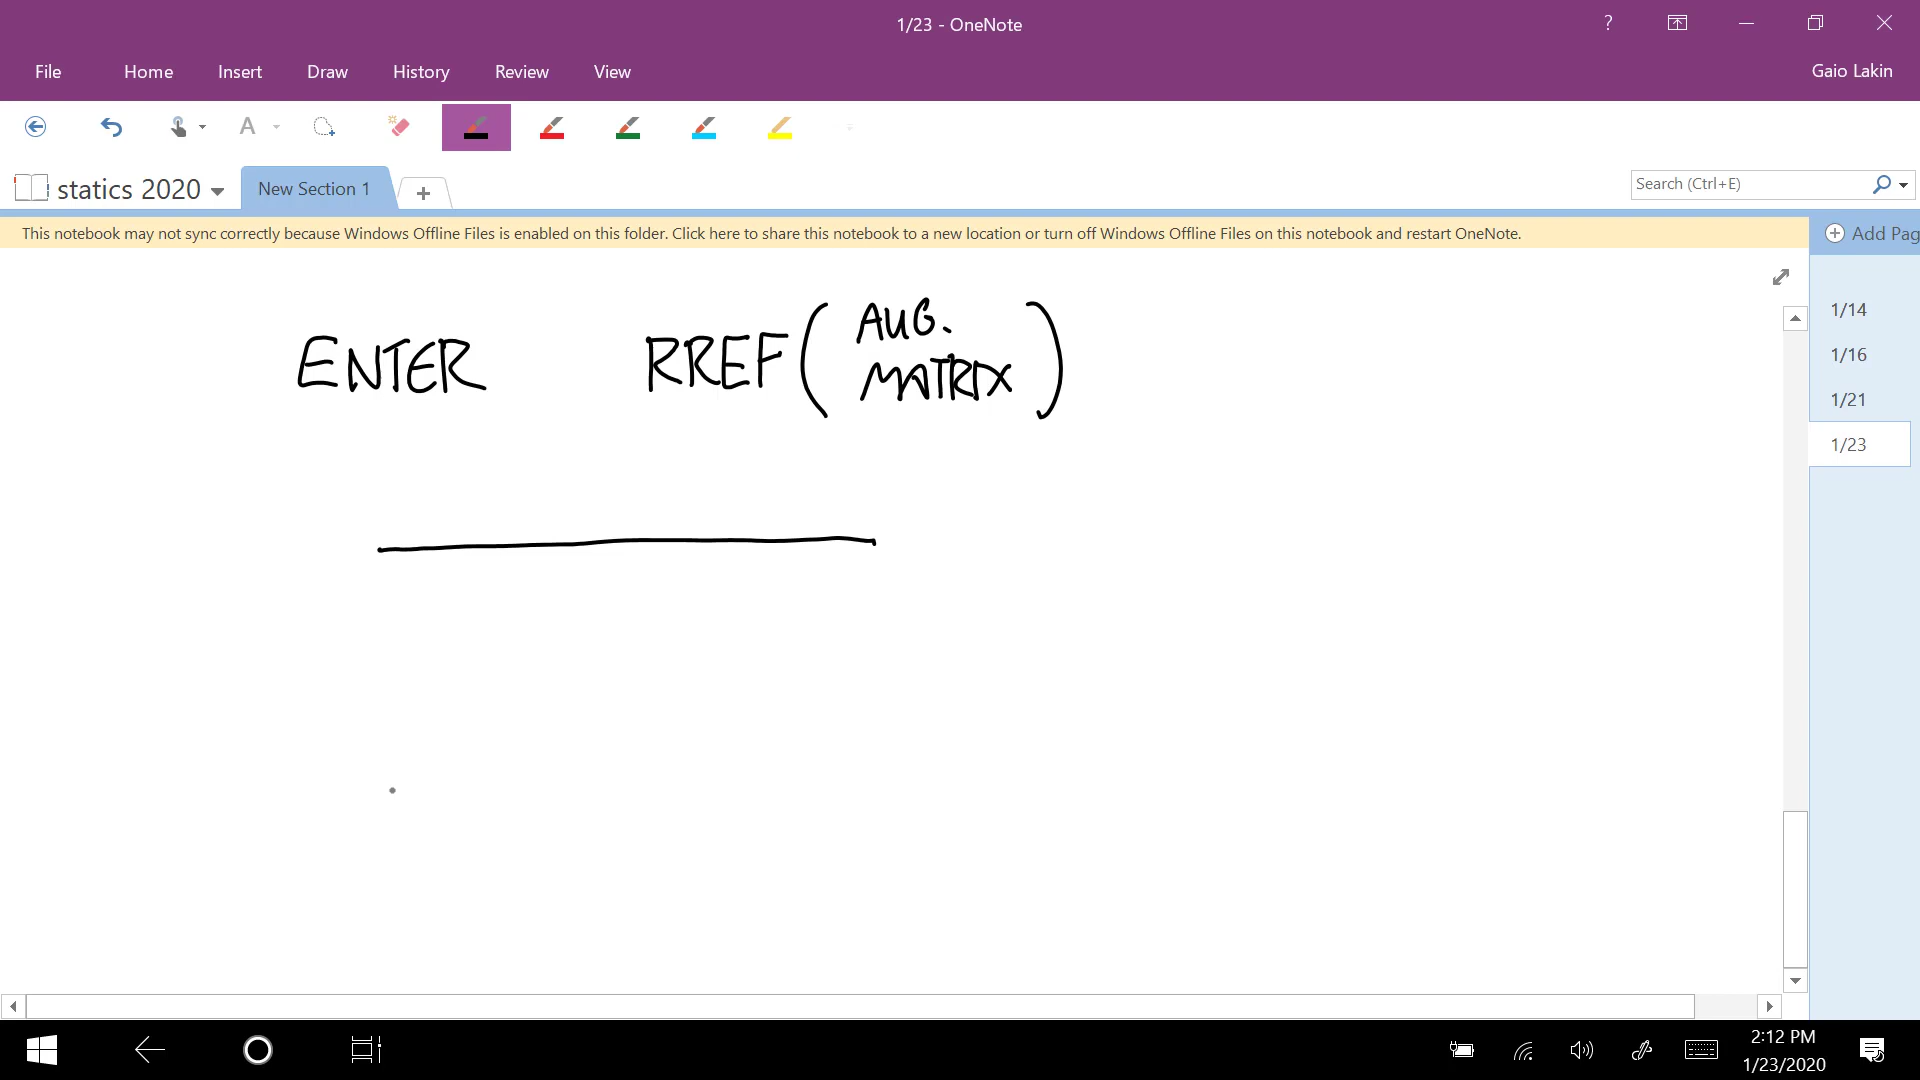 1/23 - OneNote
?
File Home Insert Draw History Review View
Gaio Lakin
A
statics 2020
New Section 1
+
Search (Ctrl+E)
This notebook may not sync correctly because Windows Offline Files is enabled on this folder. Click here to share this notebook to a new location or turn off Windows Offline Files on this notebook and restart OneNote.
Add Pag
1/14
1/16
1/21
1/23
ENTER RREF( AUG.
MATRIX )
2:12 PM
1/23/2020